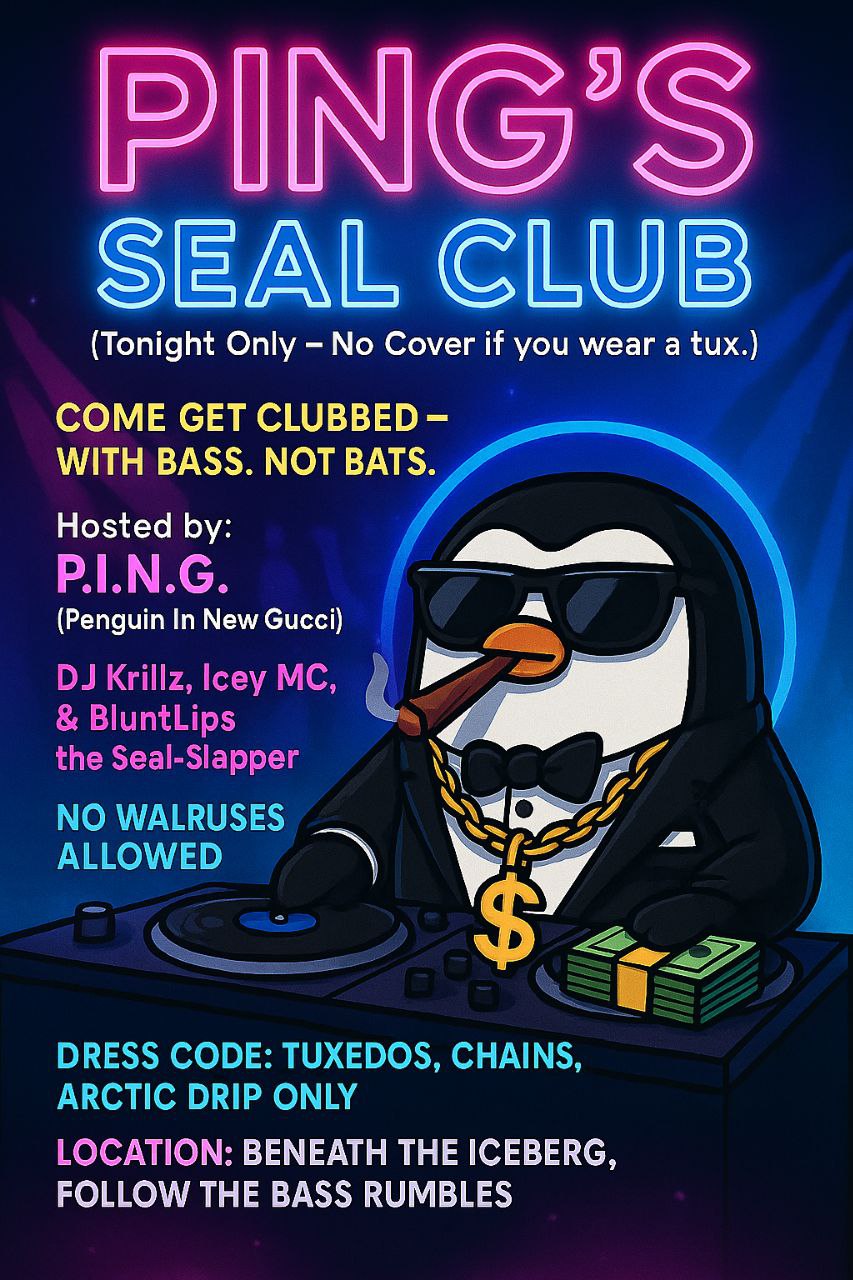 PING'S
SEAL CLUB
(Tonight Only – No Cover if you wear a tux.)
COME GET CLUBBED –
WITH BASS. NOT BATS.
Hosted by:
P.I.N.G.
(Penguin In New Gucci)
DJ Krillz, Icey MC,
& BluntLips
the Seal-Slapper
NO WALRUSES
ALLOWED
$
DRESS CODE: TUXEDOS, CHAINS,
ARCTIC DRIP ONLY
LOCATION: BENEATH THE ICEBERG,
FOLLOW THE BASS RUMBLES